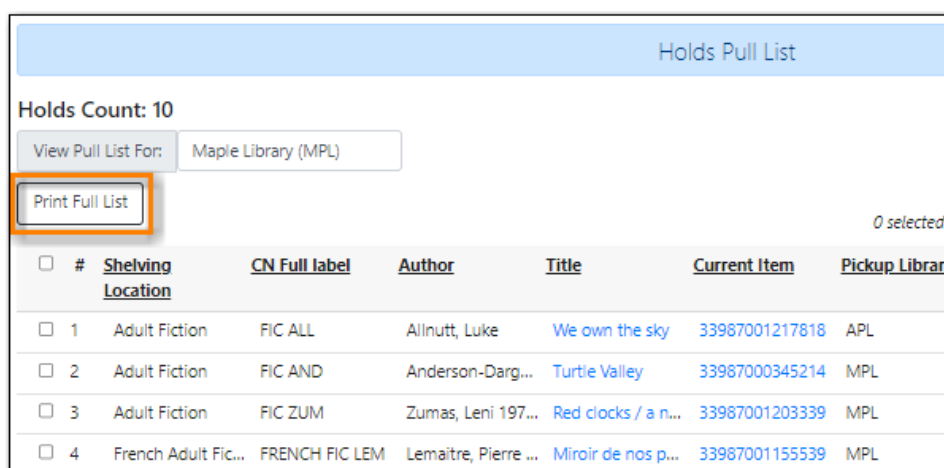 Holds Pull List
Holds Count: 10
View Pull List For: Maple Library (MPL)
Print Full List
0 selected
# Shelving Location CN Full label Author Title Current Item Pickup Librar
1 Adult Fiction FIC ALL Allnutt, Luke We own the sky 33987001217818 APL
2 Adult Fiction FIC AND Anderson-Darg... Turtle Valley 33987000345214 MPL
3 Adult Fiction FIC ZUM Zumas, Leni 197... Red clocks / a n... 33987001203339 MPL
4 French Adult Fic... FRENCH FIC LEM Lemaitre, Pierre ... Miroir de nos p... 33987001155539 MPL